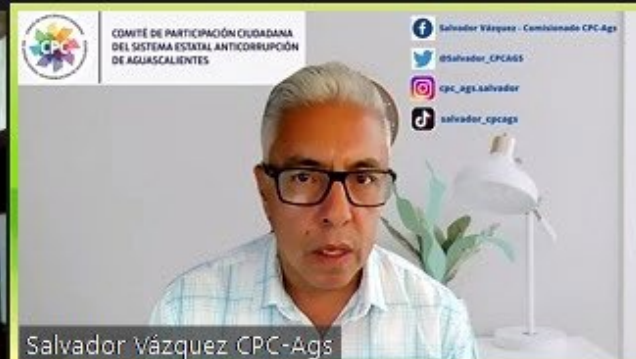 CPC
COMITÉ DE PARTICIPACIÓN CIUDADANA
DEL SISTEMA ESTATAL ANTICORRUPCIÓN
DE AGUASCALIENTES
Salvador Vázquez - Comisionado CPC-Ags
@Salvador_CPCAGS
cpc_ags.salvador
salvador_cpcags
Salvador Vázquez CPC-Ags